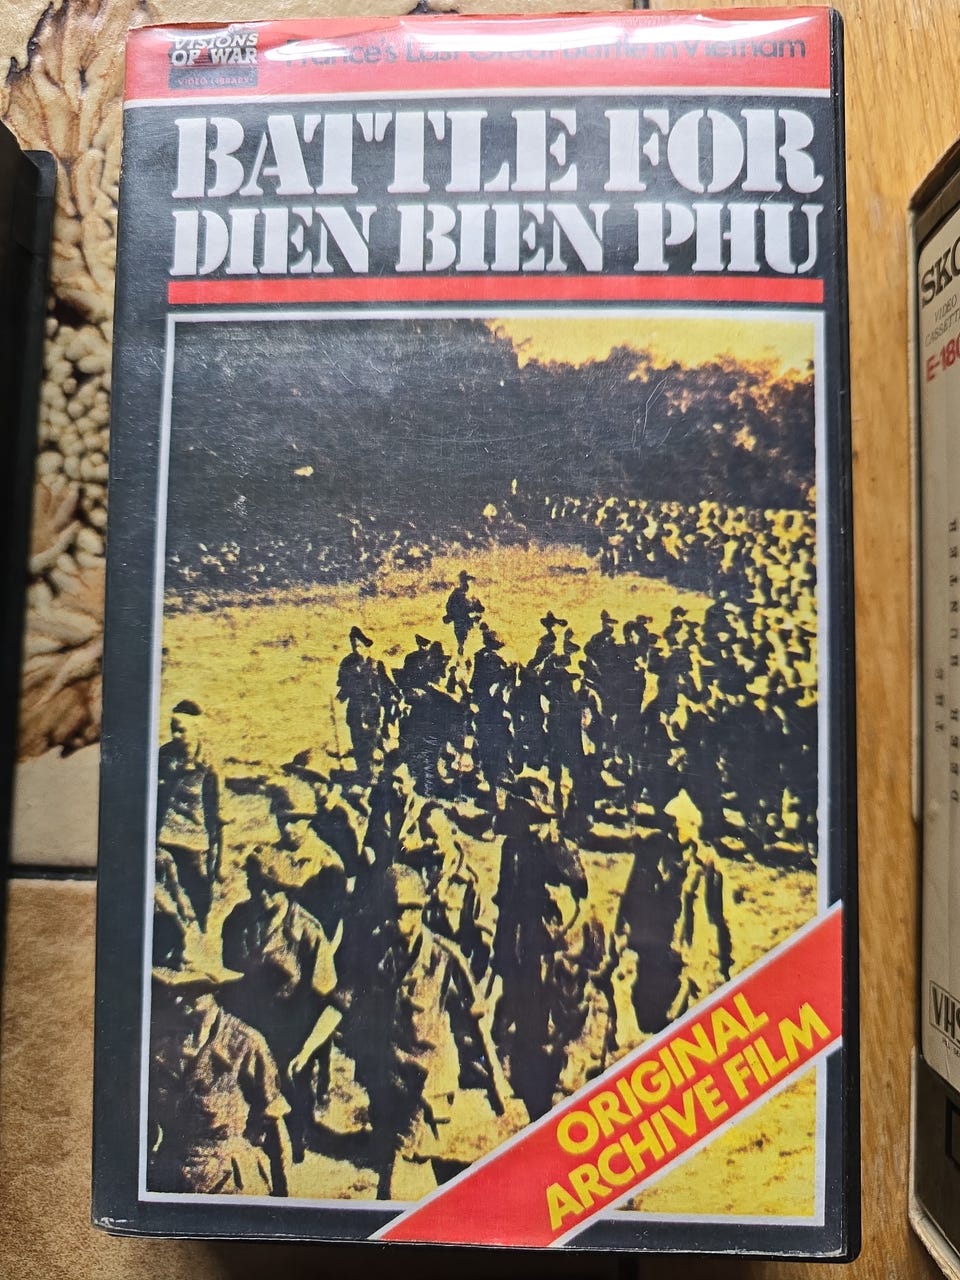 VISIONS
OF WAR
VIDEO LIBRARY
France's Last Great Battle in Vietnam
BATTLE FOR
DIEN BIEN PHU
ORIGINAL
ARCHIVE FILM
VIDEO
E-180
VHS